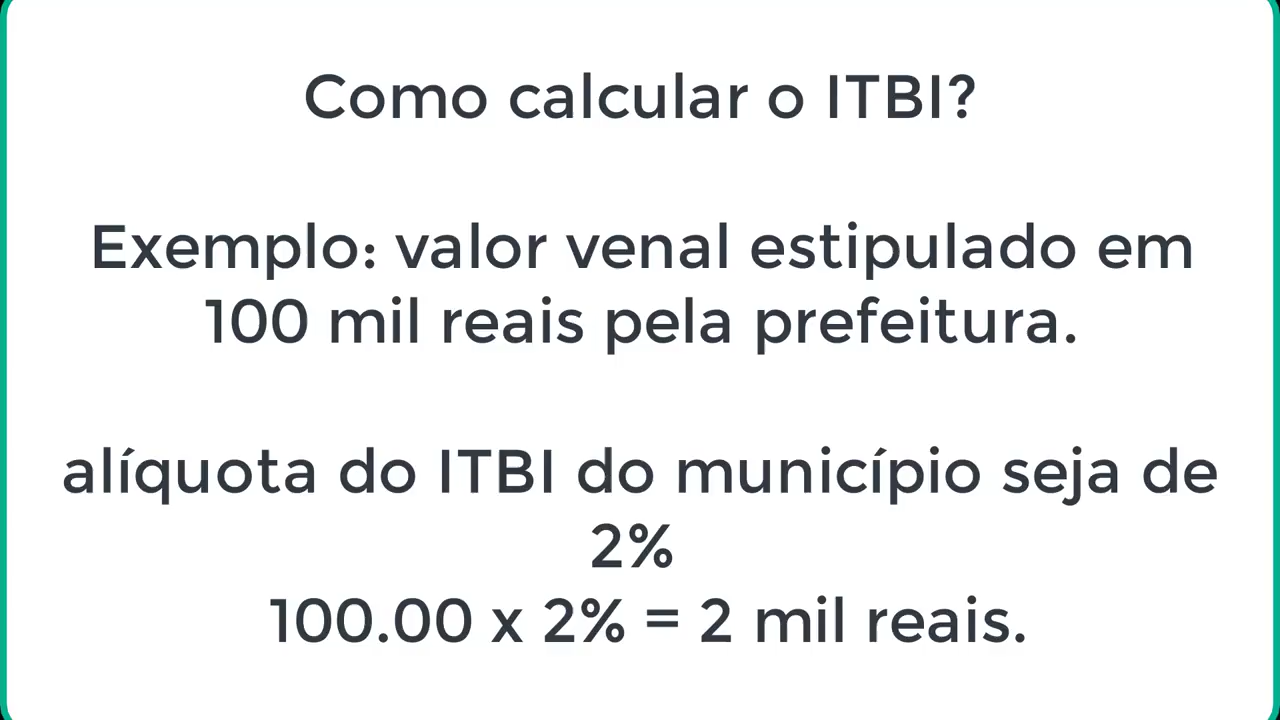 Como calcular o ITBI?
Exemplo: valor venal estipulado em
100 mil reais pela prefeitura.
alíquota do ITBI do município seja de
2%
100.00 x 2% = 2 mil reais.